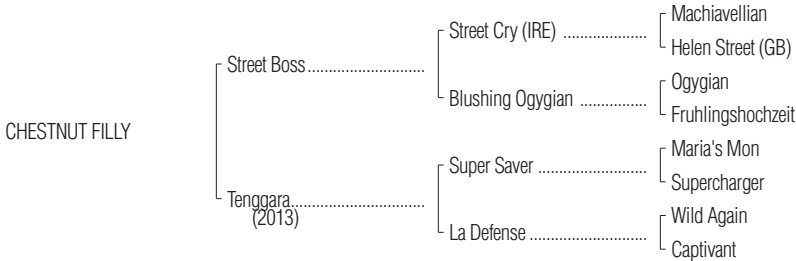 Machiavellian
Street Cry (IRE) ....................
Helen Street (GB)
Street Boss............................
Ogygian
Blushing Ogygian ................
Fruhlingshochzeit
CHESTNUT FILLY
Maria's Mon
Super Saver ..........................
Supercharger
Tenggara................................
(2013)
Wild Again
La Defense ............................
Captivant